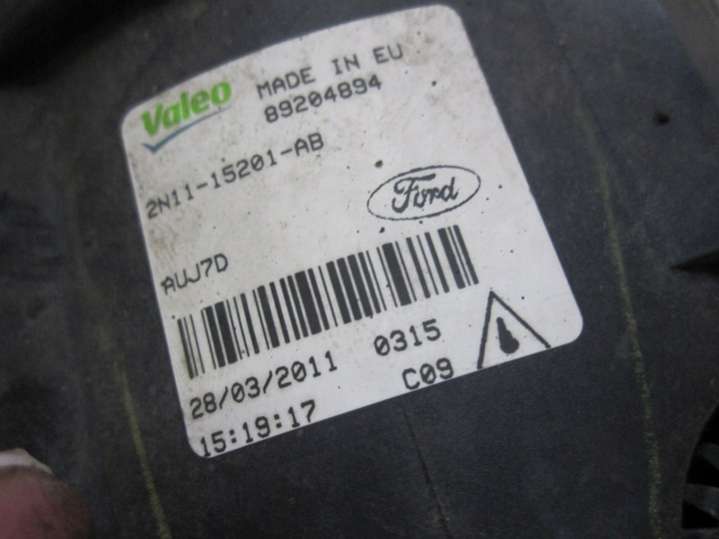 Valeo MADE IN EU
89204894
2N11-15201-AB
Ford
AUJ7D
28/03/2011 0315
15:19:17 C09